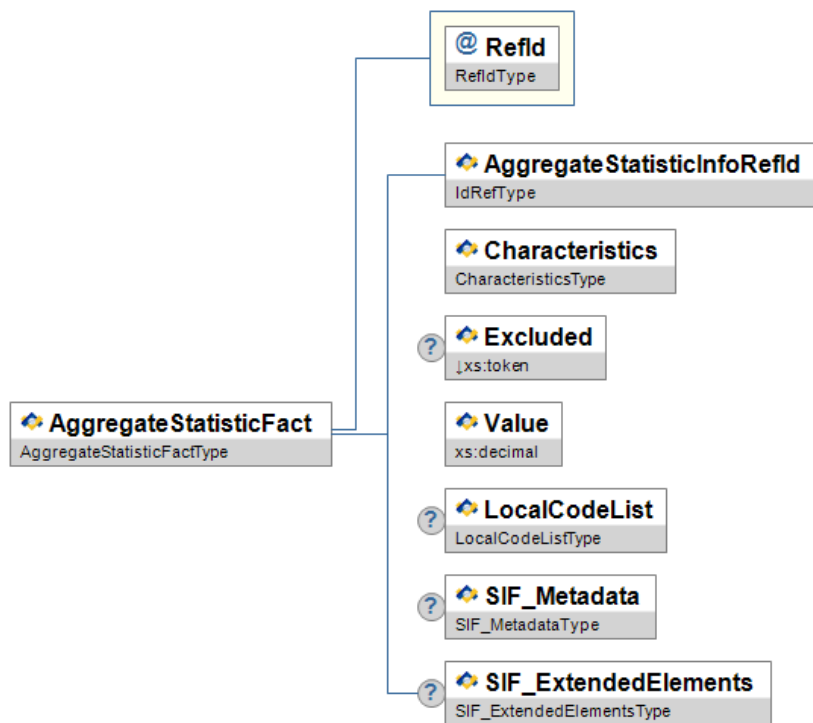 @ RefId
RefIdType
AggregateStatisticInfoRefId
IdRefType
Characteristics
CharacteristicsType
? Excluded
↓xs:token
AggregateStatisticFact
AggregateStatisticFactType
Value
xs:decimal
? LocalCodeList
LocalCodeListType
? SIF_Metadata
SIF_MetadataType
? SIF_ExtendedElements
SIF_ExtendedElementsType